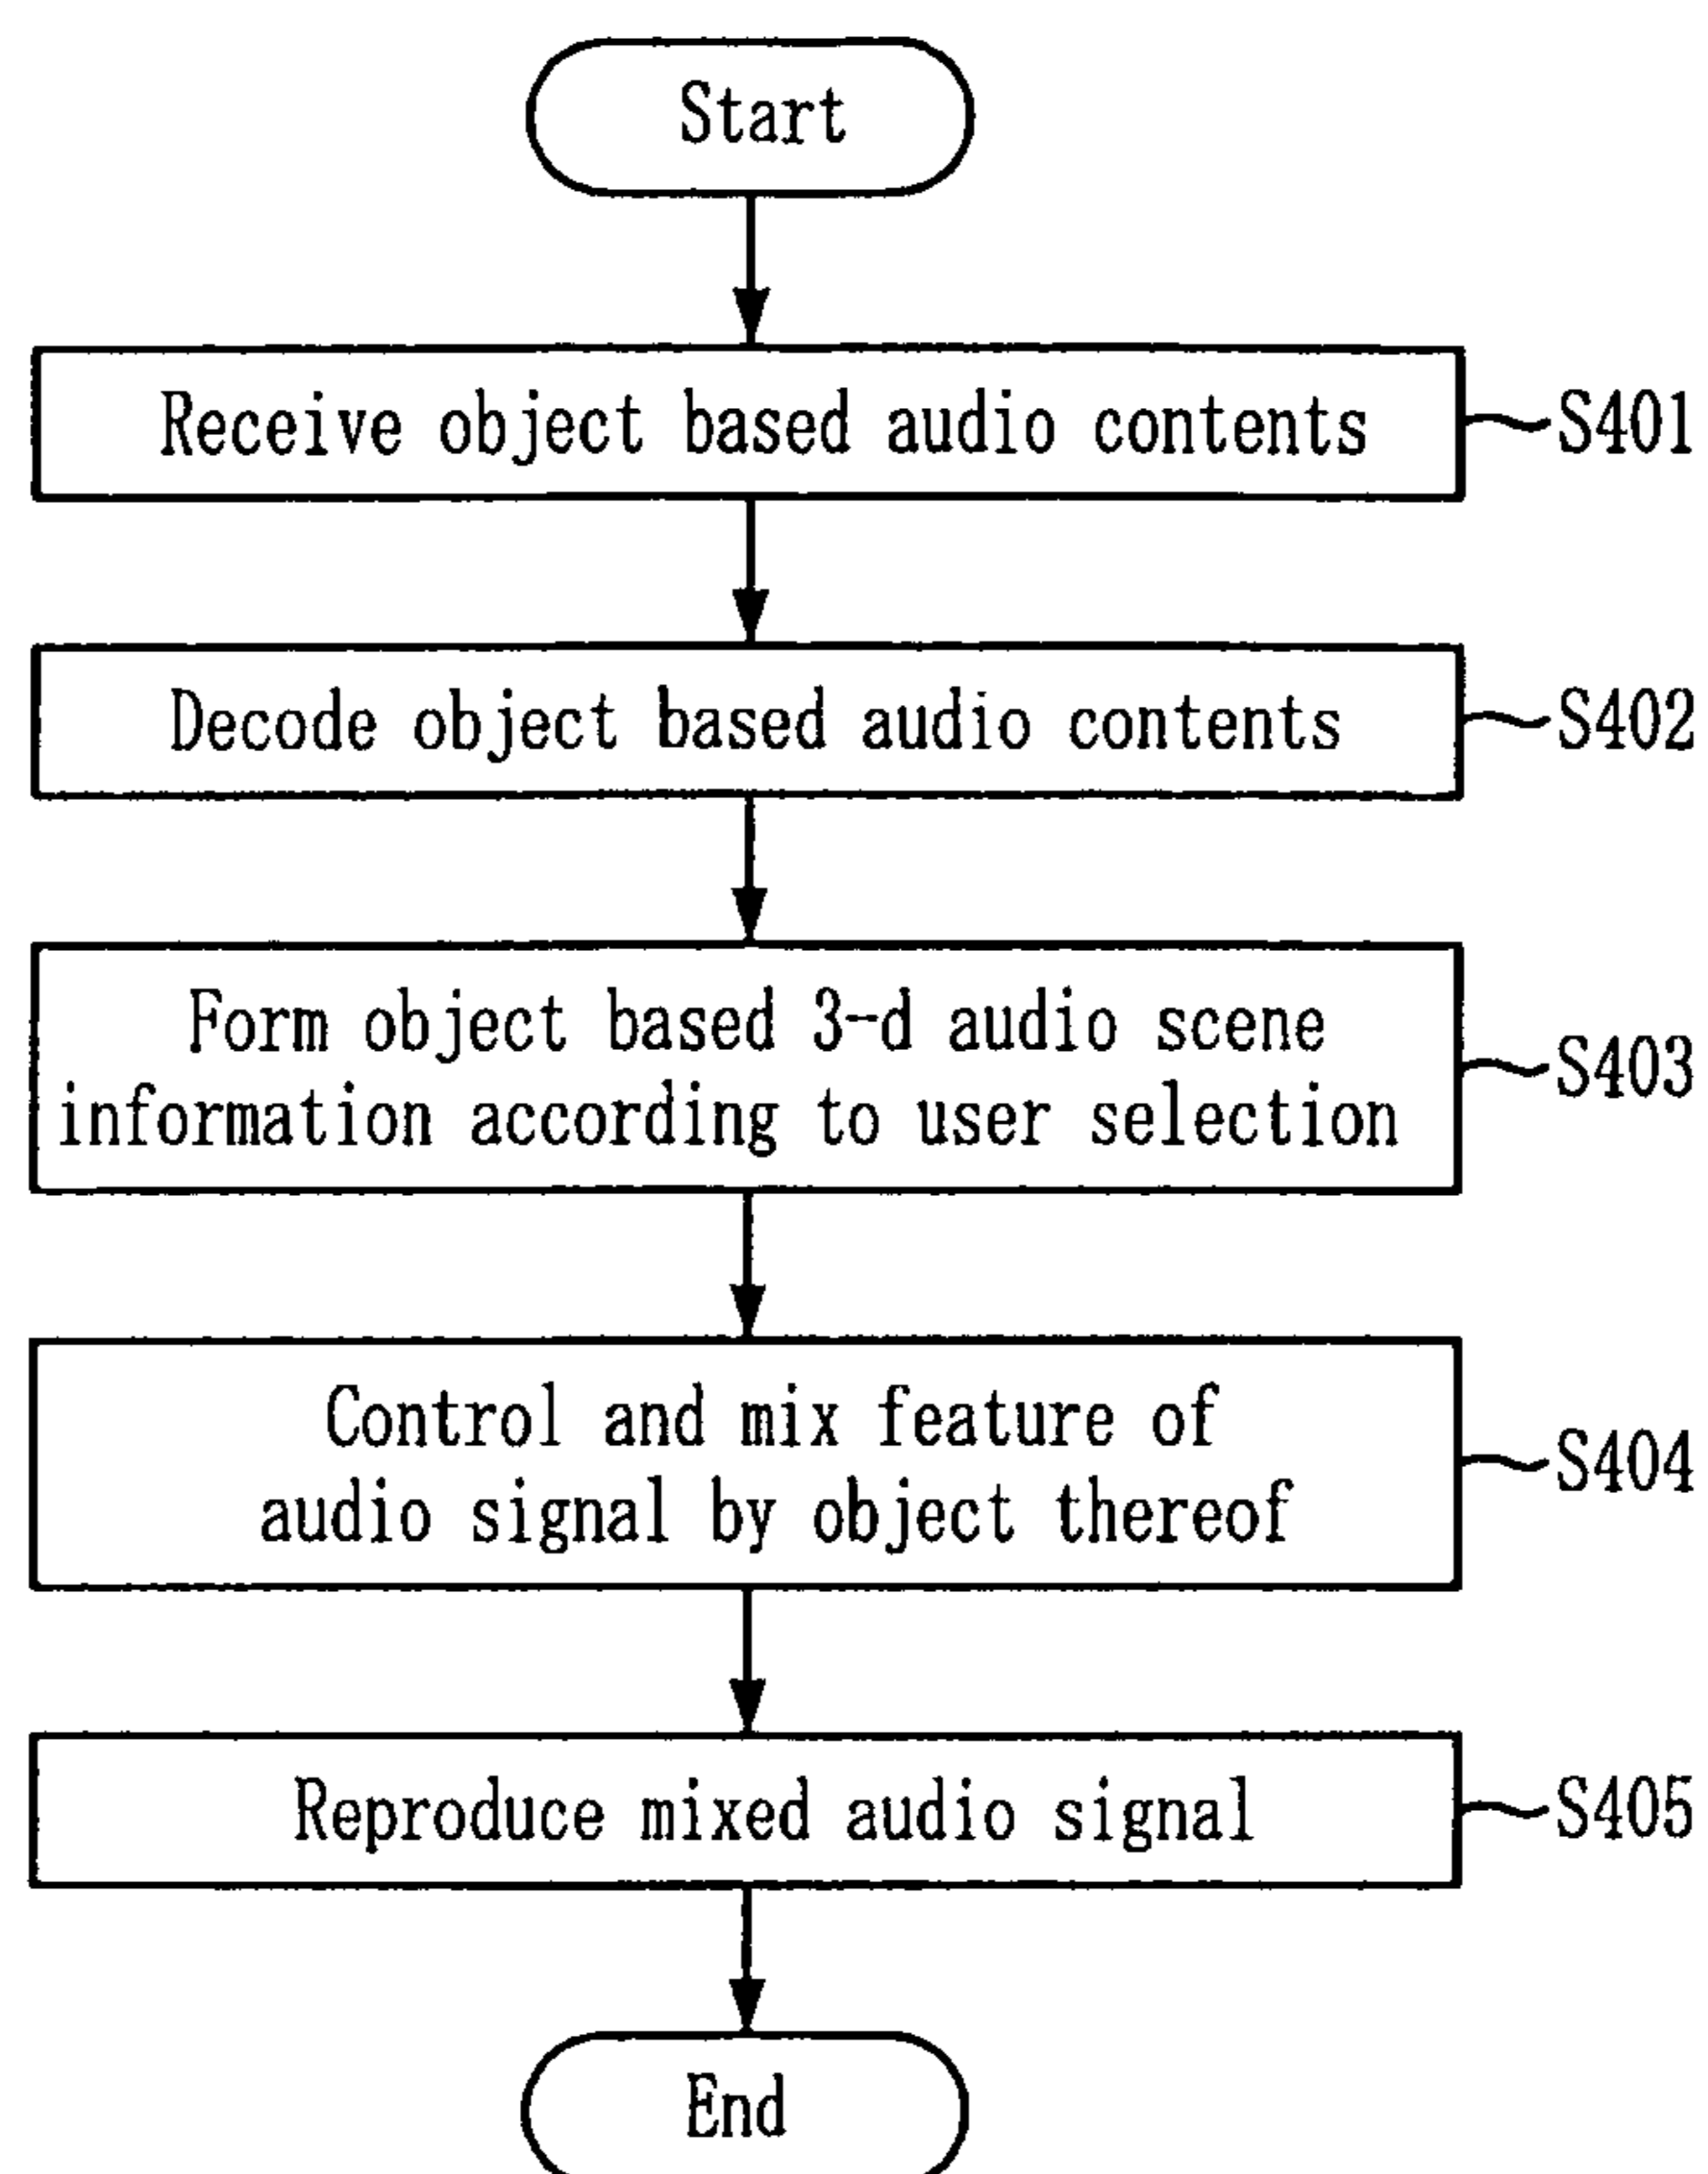 Start
Receive object based audio contents
S401
Decode object based audio contents
S402
Form object based 3-d audio scene
information according to user selection
S403
Control and mix feature of
audio signal by object thereof
S404
Reproduce mixed audio signal
S405
End